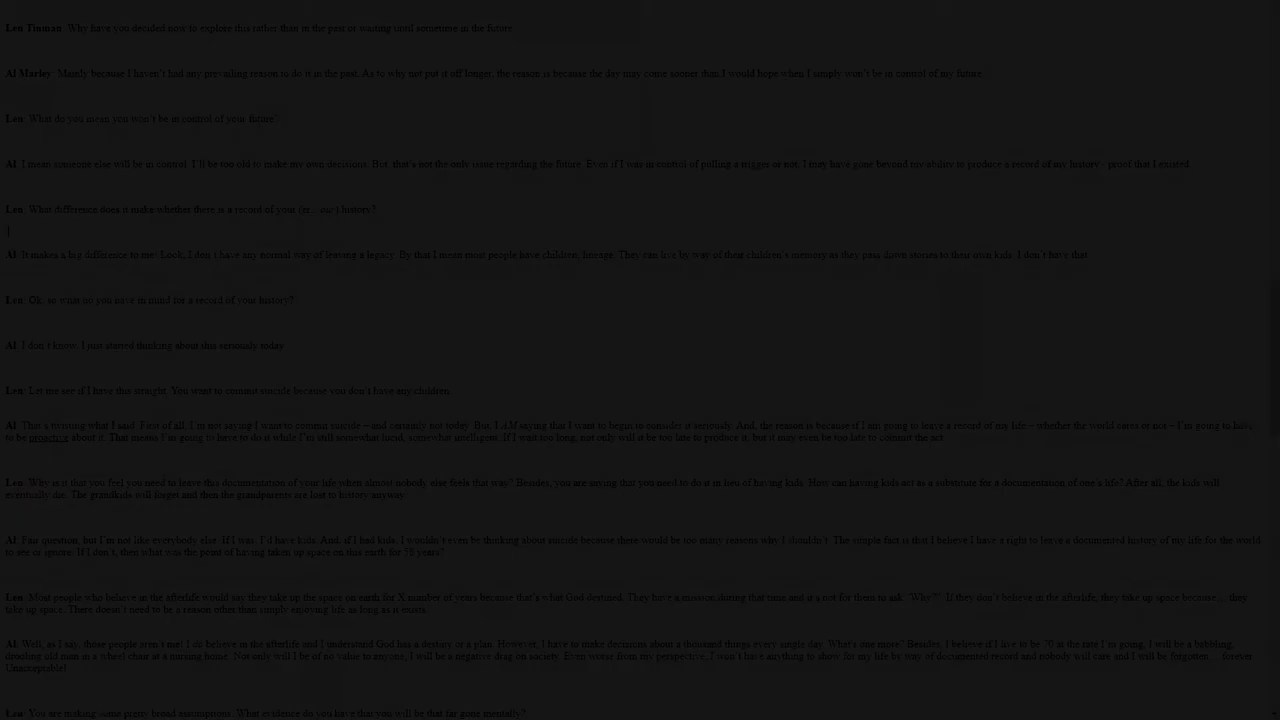 Len Tinman: Why have you decided now to explore this rather than in the past or waiting until sometime in the future.
Al Marley: Mainly because I haven't had any prevailing reason to do it in the past. As to why not put it off longer, the reason is because the day may come sooner than I would hope when I simply won't be in control of my future.
Len: What do you mean you won't be in control of your future?
Al: I mean someone else will be in control. I'll be too old to make my own decisions. But, that's not the only issue regarding the future. Even if I was in control of pulling a trigger or not, I may have gone beyond my ability to produce a record of my history - proof that I existed.
Len: What difference does it make whether there is a record of your (er... our) history?
Al: It makes a big difference to me! Look, I don't have any normal way of leaving a legacy. By that I mean most people have children, lineage. They can live by way of their children's memory as they pass down stories to their own kids. I don't have that.
Len: Ok, so what do you have in mind for a record of your history?
Al: I don't know. I just started thinking about this seriously today.
Len: Let me see if I have this straight. You want to commit suicide because you don't have any children.
Al: That's twisting what I said. First of all, I'm not saying I want to commit suicide – and certainly not today. But, I AM saying that I want to begin to consider it seriously. And, the reason is because if I am going to leave a record of my life – whether the world cares or not – I'm going to have
to be proactive about it. That means I'm going to have to do it while I'm still somewhat lucid, somewhat intelligent. If I wait too long, not only will it be too late to produce it, but it may even be too late to commit the act.
Len: Why is it that you feel you need to leave this documentation of your life when almost nobody else feels that way? Besides, you are saying that you need to do it in lieu of having kids. How can having kids act as a substitute for a documentation of one's life? After all, the kids will
eventually die. The grandkids will forget and then the grandparents are lost to history anyway.
Al: Fair question, but I'm not like everybody else. If I was, I'd have kids. And, if I had kids, I wouldn't even be thinking about suicide because there would be too many reasons why I shouldn't. The simple fact is that I believe I have a right to leave a documented history of my life for the world
to see or ignore. If I don't, then what was the point of having taken up space on this earth for 58 years?
Len: Most people who believe in the afterlife would say they take up the space on earth for X number of years because that's what God destined. They have a mission during that time and it's not for them to ask "Why?". If they don't believe in the afterlife, they take up space because… they
take up space. There doesn't need to be a reason other than simply enjoying life as long as it exists.
Al: Well, as I say, those people aren't me! I do believe in the afterlife and I understand God has a destiny or a plan. However, I have to make decisions about a thousand things every single day. What's one more? Besides, I believe if I live to be 70 at the rate I'm going, I will be a babbling,
drooling old man in a wheel chair at a nursing home. Not only will I be of no value to anyone, I will be a negative drag on society. Even worse from my perspective, I won't have anything to show for my life by way of documented record and nobody will care and I will be forgotten… forever.
Unacceptable!
Len: You are making some pretty broad assumptions. What evidence do you have that you will be that far gone mentally?